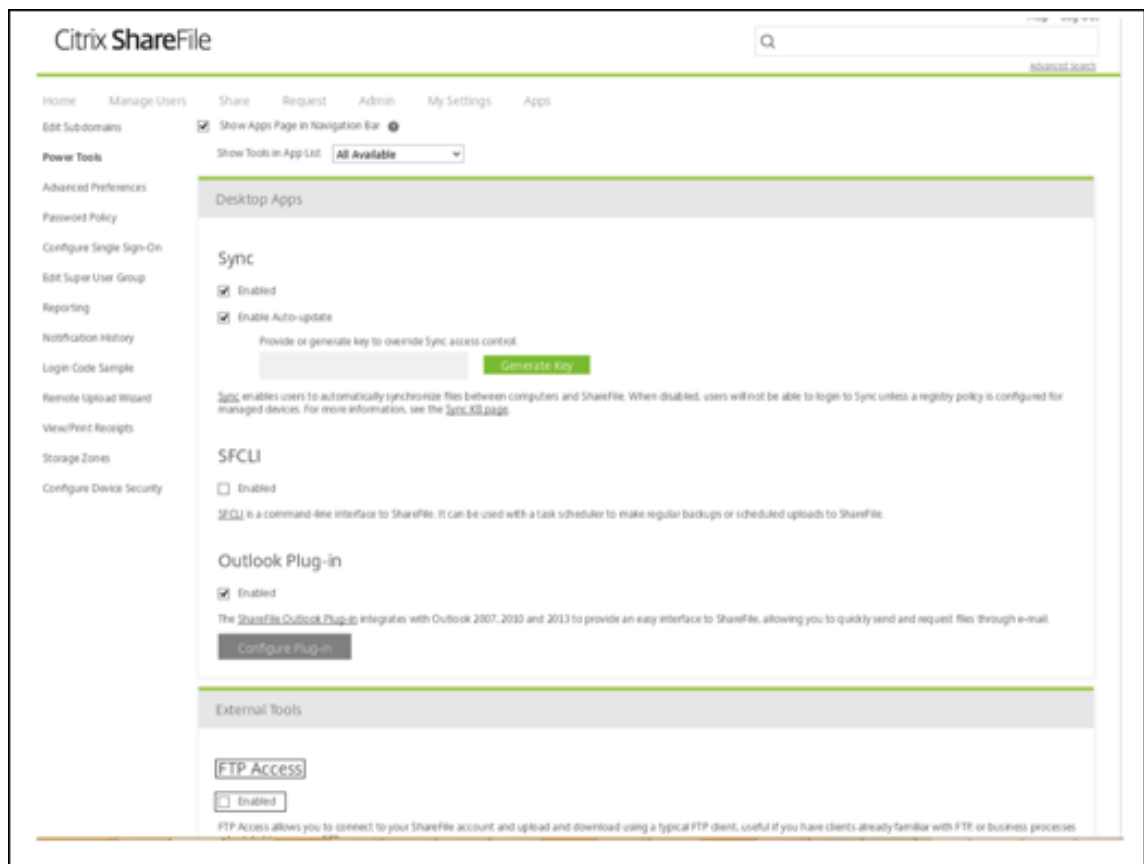 Citrix ShareFile
Advanced Search
Home Manage Users Share Request Admin My Settings Apps
Edit Subdomains
Power Tools
Advanced Preferences
Password Policy
Configure Single Sign-On
Edit Super User Group
Reporting
Notification History
Login Code Sample
Remote Upload Wizard
View/Print Receipts
Storage Zones
Configure Device Security
Show Apps Page in Navigation Bar
Show Tools in App List All Available
Desktop Apps
Sync
Enabled
Enable Auto-update
Provide or generate key to override Sync access control.
Generate Key
Sync enables users to automatically synchronize files between computers and ShareFile. When disabled, users will not be able to login to Sync unless a registry policy is configured for
managed devices. For more information, see the Sync KB page.
SFCLI
Enabled
SFCLI is a command-line interface to ShareFile. It can be used with a task scheduler to make regular backups or scheduled uploads to ShareFile.
Outlook Plug-in
Enabled
The ShareFile Outlook Plug-in integrates with Outlook 2007, 2010 and 2013 to provide an easy interface to ShareFile, allowing you to quickly send and request files through e-mail.
Configure Plug-in
External Tools
FTP Access
Enabled
FTP Access allows you to connect to your ShareFile account and upload and download using a typical FTP client, useful if you have clients already familiar with FTP, or business processes